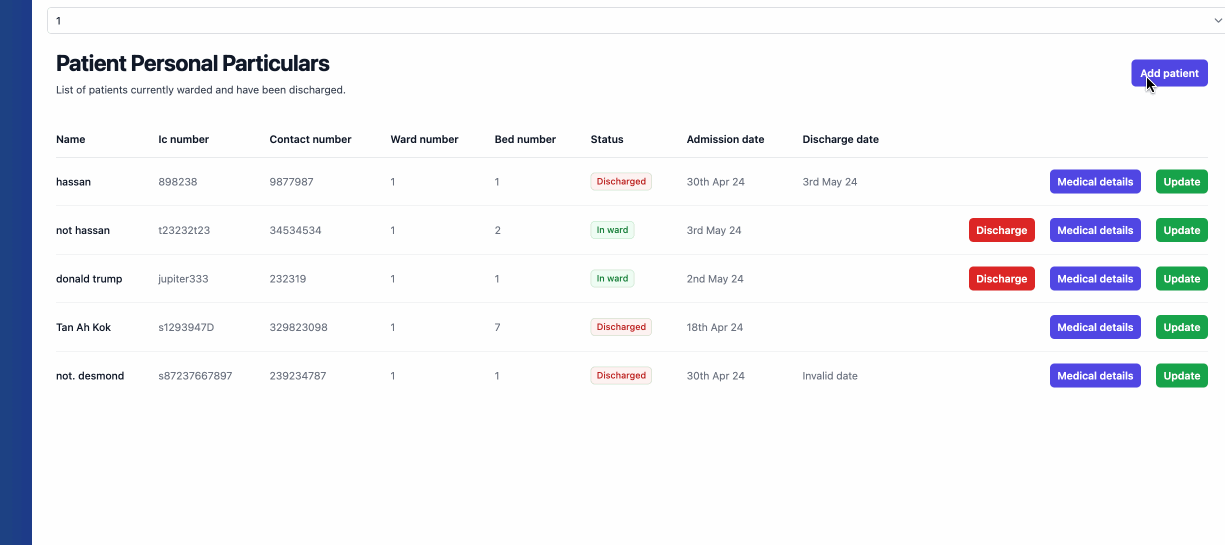 1
Patient Personal Particulars
Add patient
List of patients currently warded and have been discharged.
Name Ic number Contact number Ward number Bed number Status Admission date Discharge date
hassan 898238 9877987 1 1 Discharged 30th Apr 24 3rd May 24 Medical details Update
not hassan t23232t23 34534534 1 2 In ward 3rd May 24 Discharge Medical details Update
donald trump jupiter333 232319 1 1 In ward 2nd May 24 Discharge Medical details Update
Tan Ah Kok s1293947D 329823098 1 7 Discharged 18th Apr 24 Medical details Update
not. desmond s87237667897 239234787 1 1 Discharged 30th Apr 24 Invalid date Medical details Update